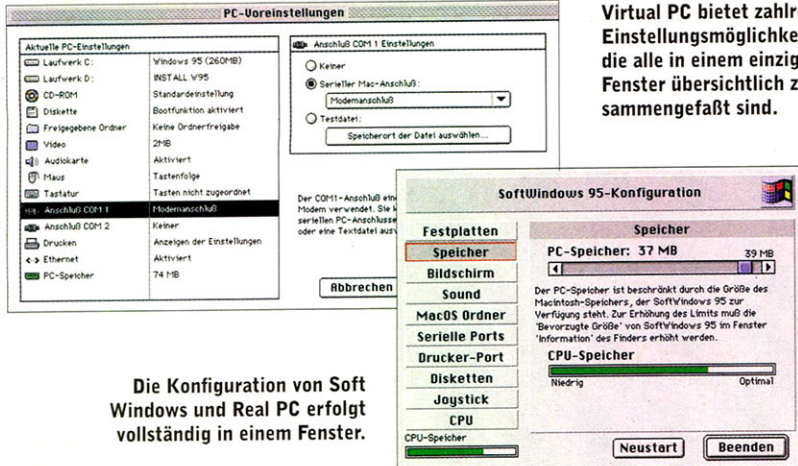 PC-Voreinstellungen
Aktuelle PC-Einstellungen
Laufwerk C: Windows 95 (260MB)
Laufwerk D: INSTALL W95
CD-ROM Standardeinstellung
Diskette Bootfunktion aktiviert
Freigegebene Ordner Keine Ordnerfreigabe
Video 2MB
Audiokarte Aktiviert
Maus Tastenfolge
Tastatur Tasten nicht zugeordnet
Anschluß COM 1 Modemanschluß
Anschluß COM 2 Keiner
Drucken Anzeigen der Einstellungen
Ethernet Aktiviert
PC-Speicher 74 MB
Anschluß COM 1 Einstellungen
Keiner
Serieller Mac-Anschluß:
Modemanschluß
Testdatei:
Speicherort der Datei auswählen...
Der COM1-Anschluß
Modem verwendet. Sie
seriellen PC-Anschlusse
oder eine Textdatei
Abbrechen
Virtual PC bietet zahlr
Einstellungsmöglichke
die alle in einem einzig
Fenster übersichtlich z
sammengefaßt sind.
SoftWindows 95-Konfiguration
Festplatten
Speicher
Bildschirm
Sound
MacOS Ordner
Serielle Ports
Drucker-Port
Disketten
Joystick
CPU
CPU-Speicher
Speicher
PC-Speicher: 37 MB 39 MB
Der PC-Speicher ist beschränkt durch die Größe des
Macintosh-Speichers, der SoftWindows 95 zur
Verfügung steht. Zur Erhöhung des Limits muß die
'Bevorzugte Größe' von SoftWindows 95 im Fenster
'Information' des Finders erhöht werden.
CPU-Speicher
Niedrig Optimal
Neustart Beenden
Die Konfiguration von Soft
Windows und Real PC erfolgt
vollständig in einem Fenster.